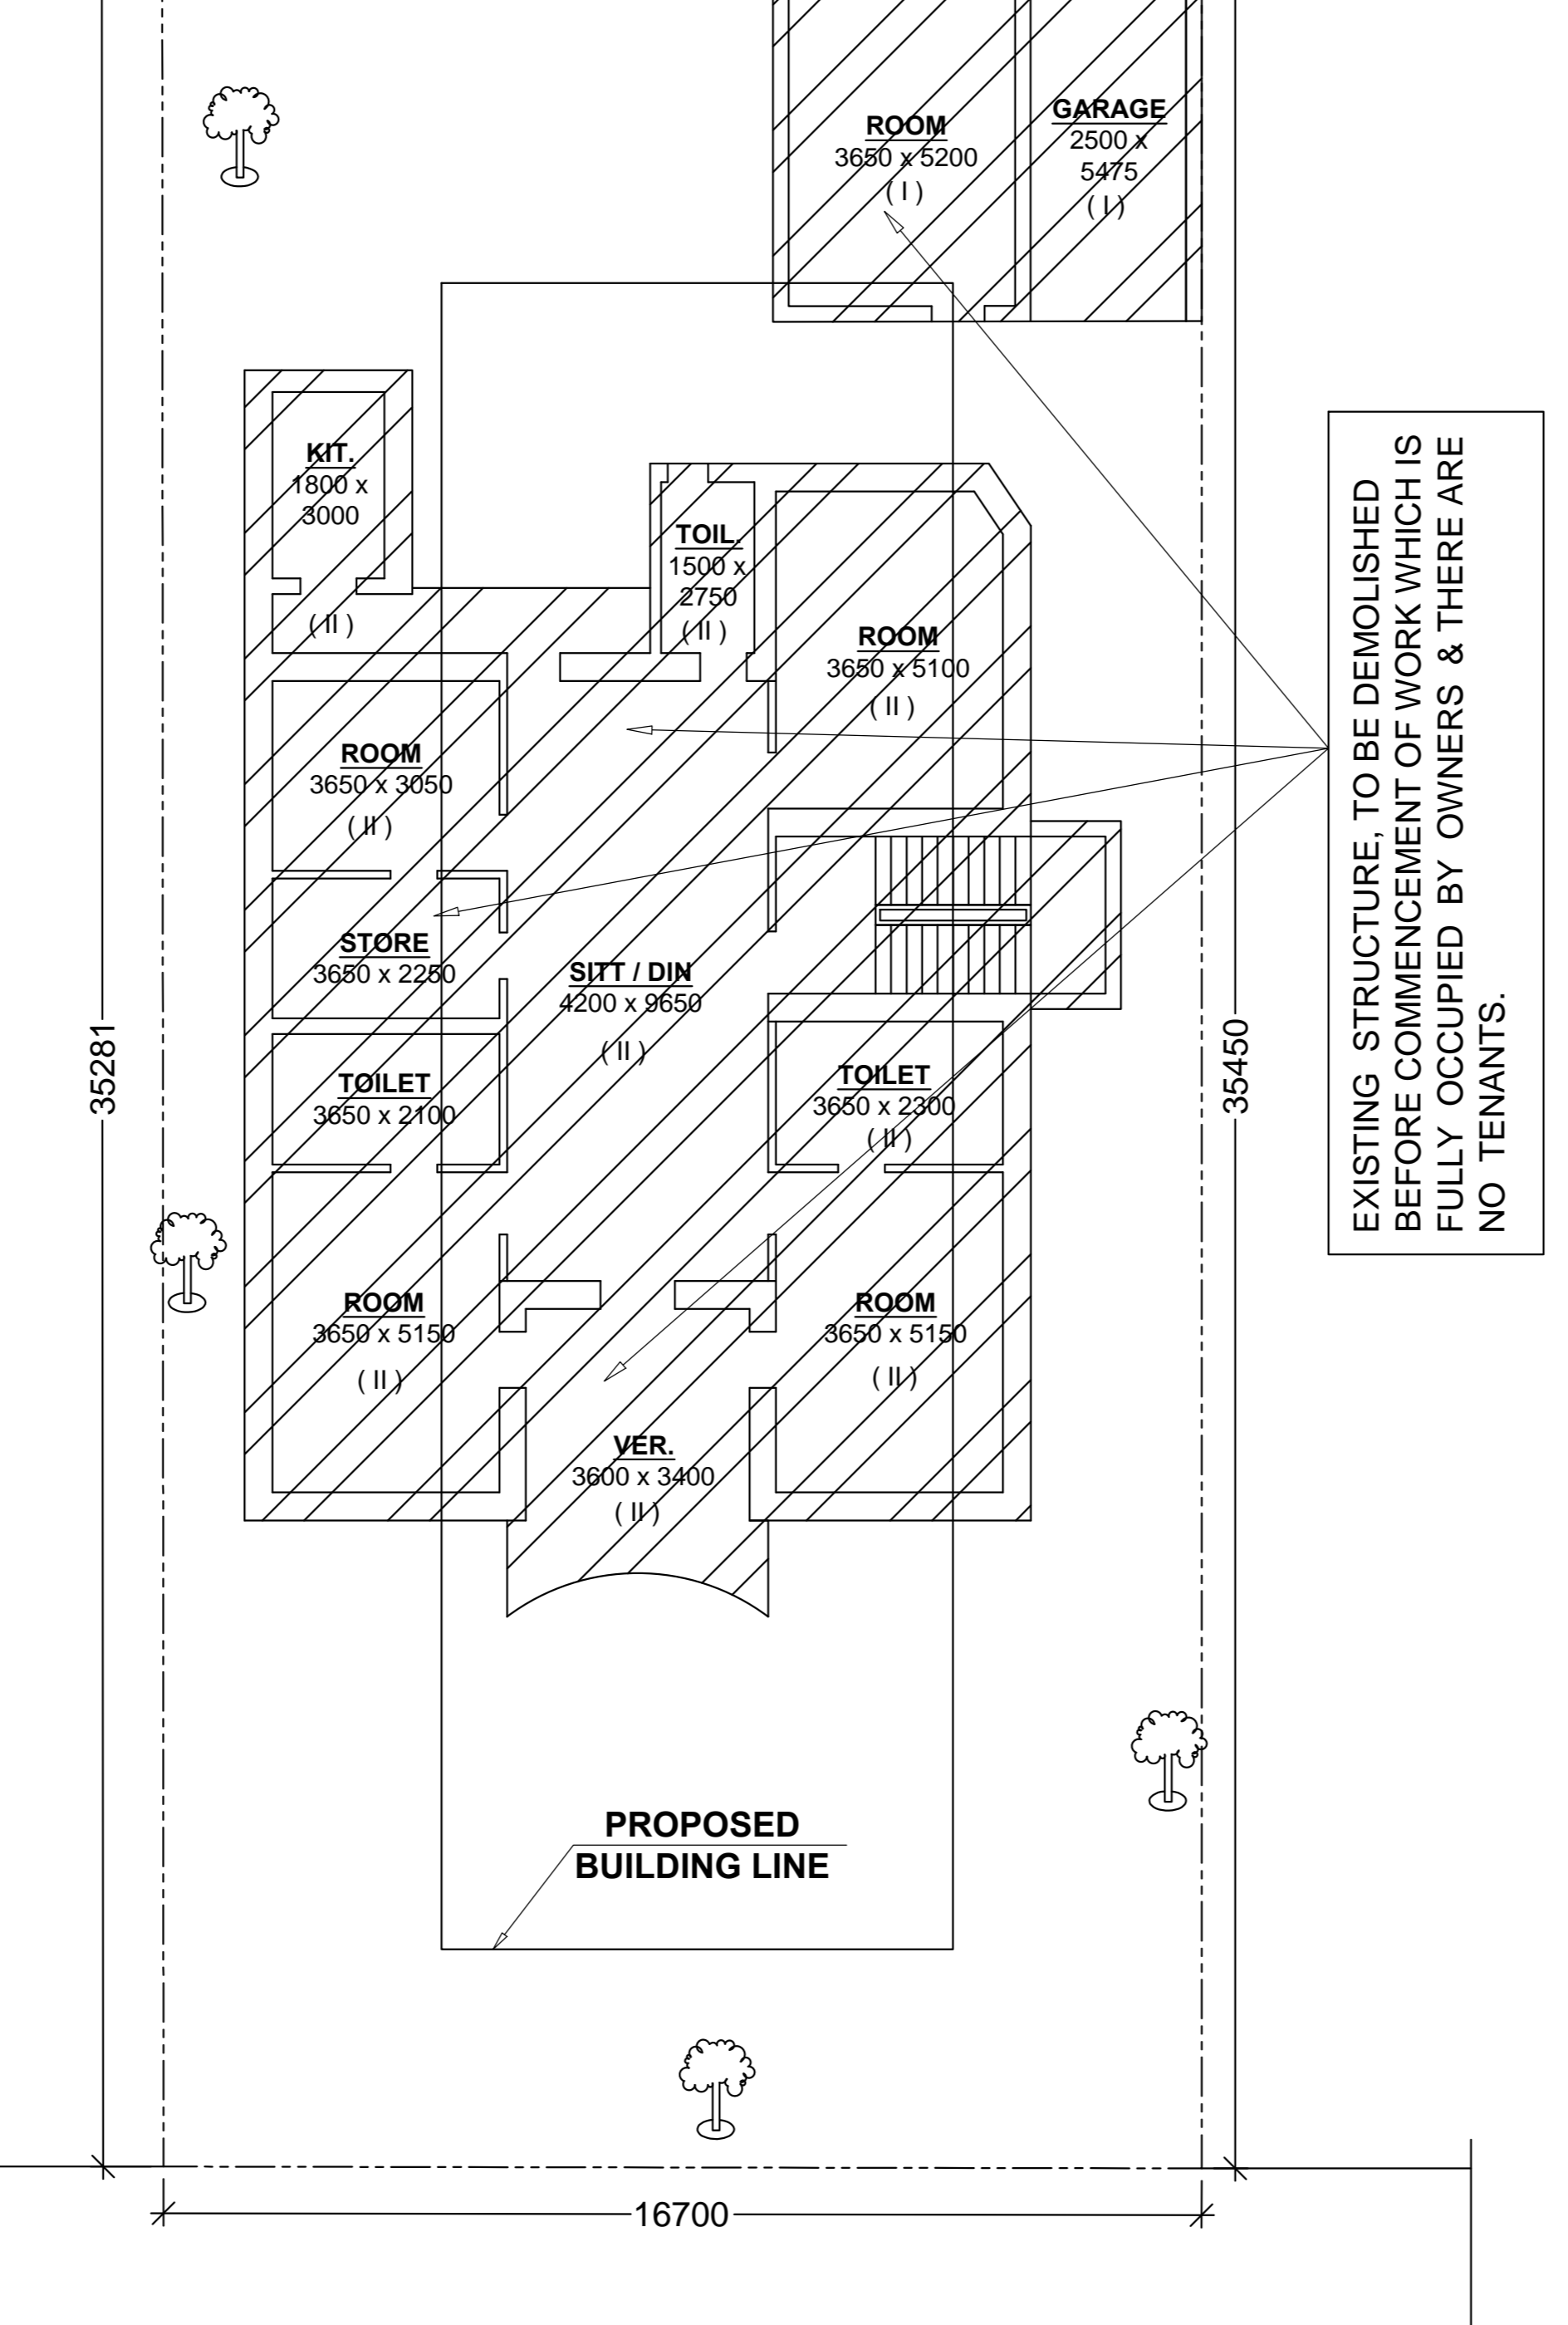 ROOM
3650 x 5200
( I )
GARAGE
2500 x
5475
( I )
KIT.
1800 x
3000
( II )
TOIL.
1500 x
2750
( II )
ROOM
3650 x 5100
( II )
ROOM
3650 x 3050
( II )
STORE
3650 x 2250
SITT / DIN
4200 x 9650
( II )
TOILET
3650 x 2100
TOILET
3650 x 2300
( II )
ROOM
3650 x 5150
( II )
ROOM
3650 x 5150
( II )
VER.
3600 x 3400
( II )
PROPOSED
BUILDING LINE
35281
35450
16700
EXISTING STRUCTURE, TO BE DEMOLISHED
BEFORE COMMENCEMENT OF WORK WHICH IS
FULLY OCCUPIED BY OWNERS & THERE ARE
NO TENANTS.